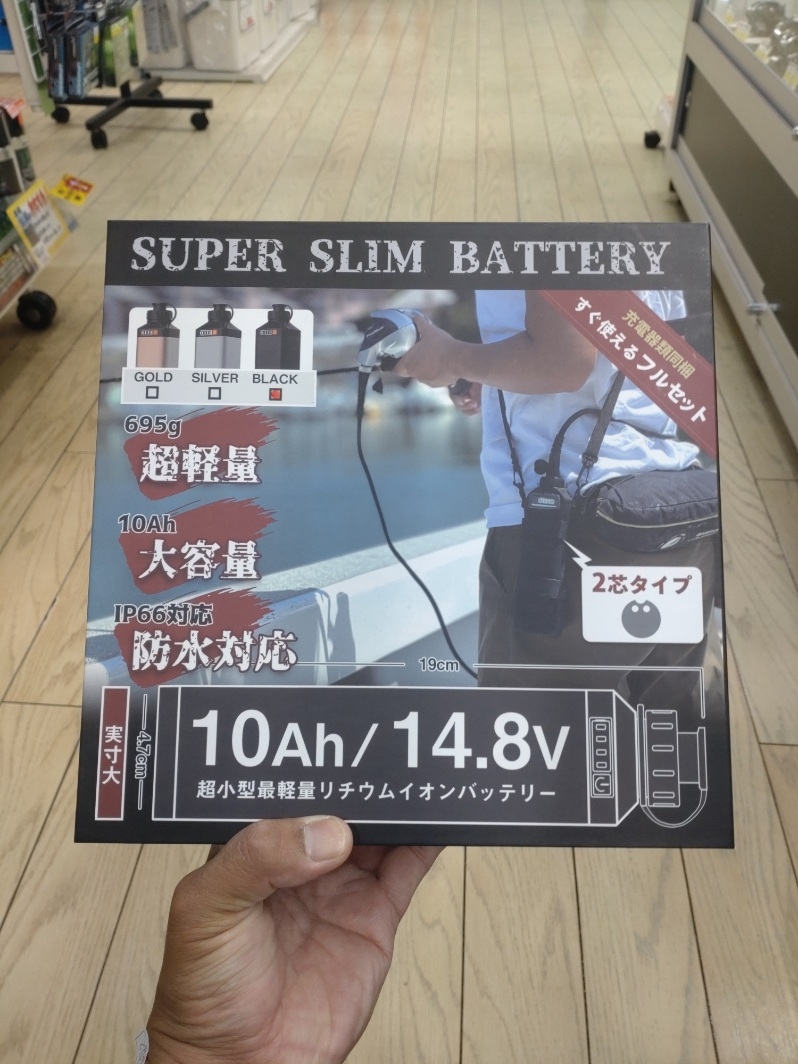 SUPER SLIM BATTERY
充電器類同梱
すぐ使えるフルセット
GOLD SILVER BLACK
695g
超軽量
10Ah
大容量
IP66対応
防水対応
2芯タイプ
19cm
実寸大
4.7cm
10Ah/14.8V
超小型最軽量リチウムイオンバッテリー